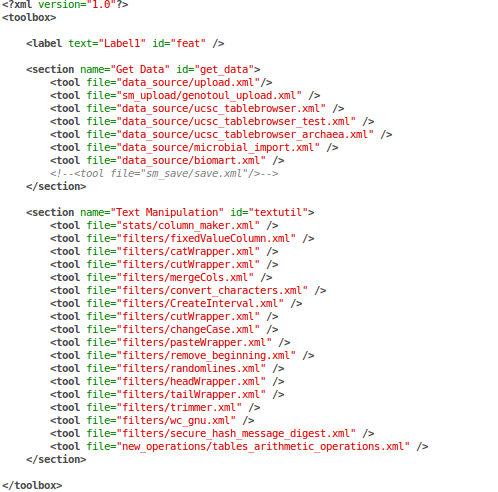 <?xml version="1.0"?>
<toolbox>
<label text="Label1" id="feat" />
<section name="Get Data" id="get_data">
<tool file="data_source/upload.xml"/>
<tool file="sm_upload/genotoul_upload.xml" />
<tool file="data_source/ucsc_tablebrowser.xml" />
<tool file="data_source/ucsc_tablebrowser_test.xml" />
<tool file="data_source/ucsc_tablebrowser_archaea.xml" />
<tool file="data_source/microbial_import.xml" />
<tool file="data_source/biomart.xml" />
<!--<tool file="sm_save/save.xml"/>-->
</section>
<section name="Text Manipulation" id="textutil">
<tool file="stats/column_maker.xml" />
<tool file="filters/fixedValueColumn.xml" />
<tool file="filters/catWrapper.xml" />
<tool file="filters/cutWrapper.xml" />
<tool file="filters/mergeCols.xml" />
<tool file="filters/convert_characters.xml" />
<tool file="filters/CreateInterval.xml" />
<tool file="filters/cutWrapper.xml" />
<tool file="filters/changeCase.xml" />
<tool file="filters/pasteWrapper.xml" />
<tool file="filters/remove_beginning.xml" />
<tool file="filters/randomlines.xml" />
<tool file="filters/headWrapper.xml" />
<tool file="filters/tailWrapper.xml" />
<tool file="filters/trimmer.xml" />
<tool file="filters/wc_gnu.xml" />
<tool file="filters/secure_hash_message_digest.xml" />
<tool file="new_operations/tables_arithmetic_operations.xml" />
</section>
</toolbox>